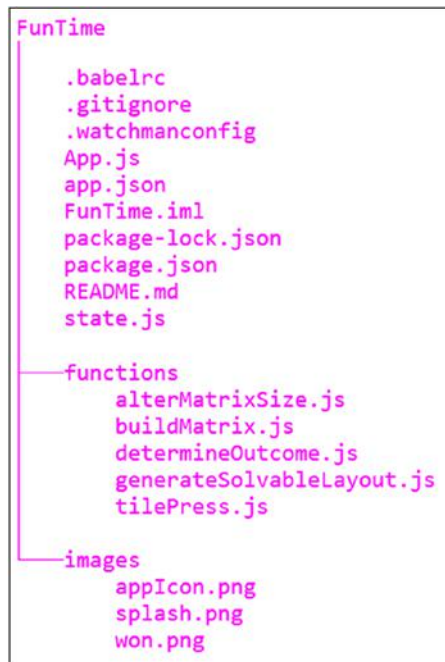 FunTime
.babelrc
.gitignore
.watchmanconfig
App.js
app.json
FunTime.iml
package-lock.json
package.json
README.md
state.js
functions
alterMatrixSize.js
buildMatrix.js
determineOutcome.js
generateSolvableLayout.js
tilePress.js
images
appIcon.png
splash.png
won.png